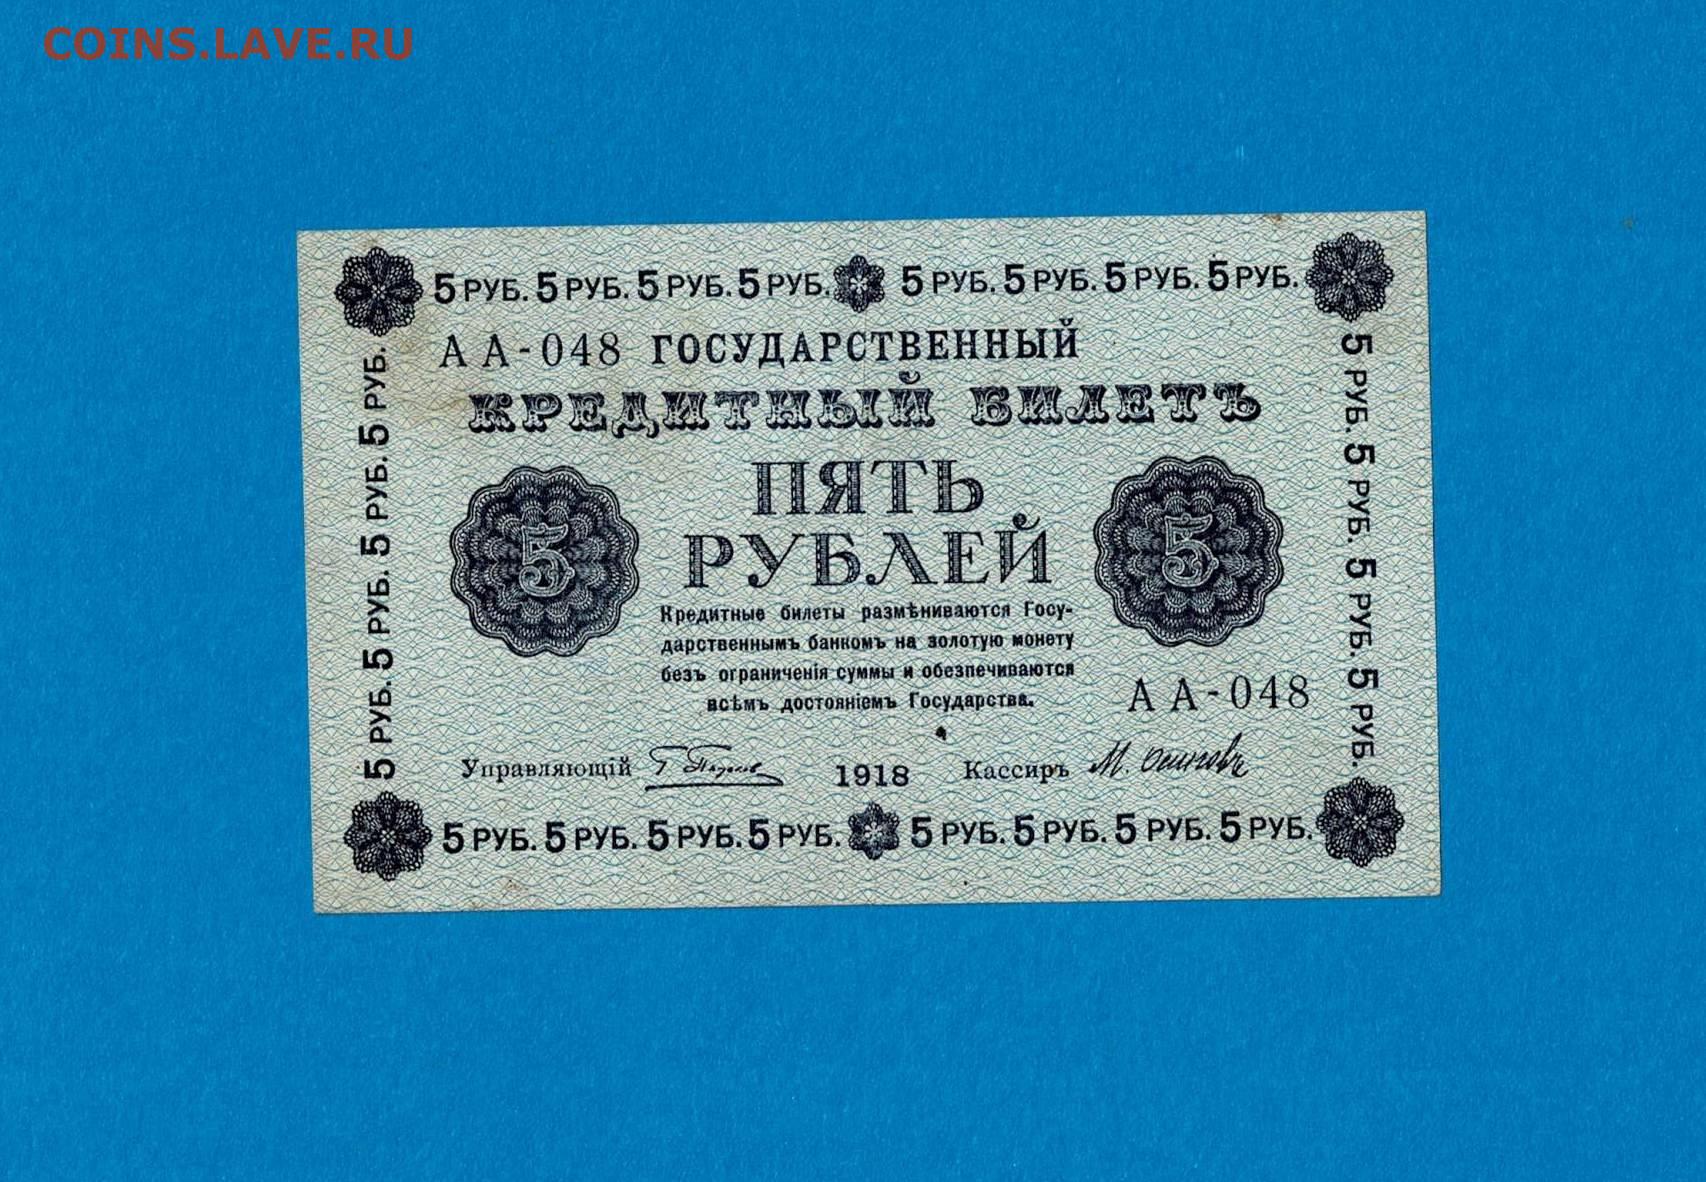 COINS.LAVE.RU
5 РУБ. 5 РУБ. 5 РУБ. 5 РУБ. 5 РУБ. 5 РУБ. 5 РУБ. 5 РУБ.
АА-048 ГОСУДАРСТВЕННЫЙ
КРЕДИТНЫЙ БИЛЕТЪ
ПЯТЬ
РУБЛЕЙ
5
5
Кредитные билеты размѣниваются Госу-
дарственнымъ банкомъ на золотую монету
безъ ограниченія суммы и обезпечиваются
всѣмъ достояніемъ Государства.
АА-048
Управляющій Г. Пятаков 1918 Кассиръ М. Осиповъ
5 РУБ. 5 РУБ. 5 РУБ. 5 РУБ.
5 РУБ. 5 РУБ. 5 РУБ. 5 РУБ.
5 РУБ. 5 РУБ. 5 РУБ. 5 РУБ. 5 РУБ. 5 РУБ. 5 РУБ. 5 РУБ.